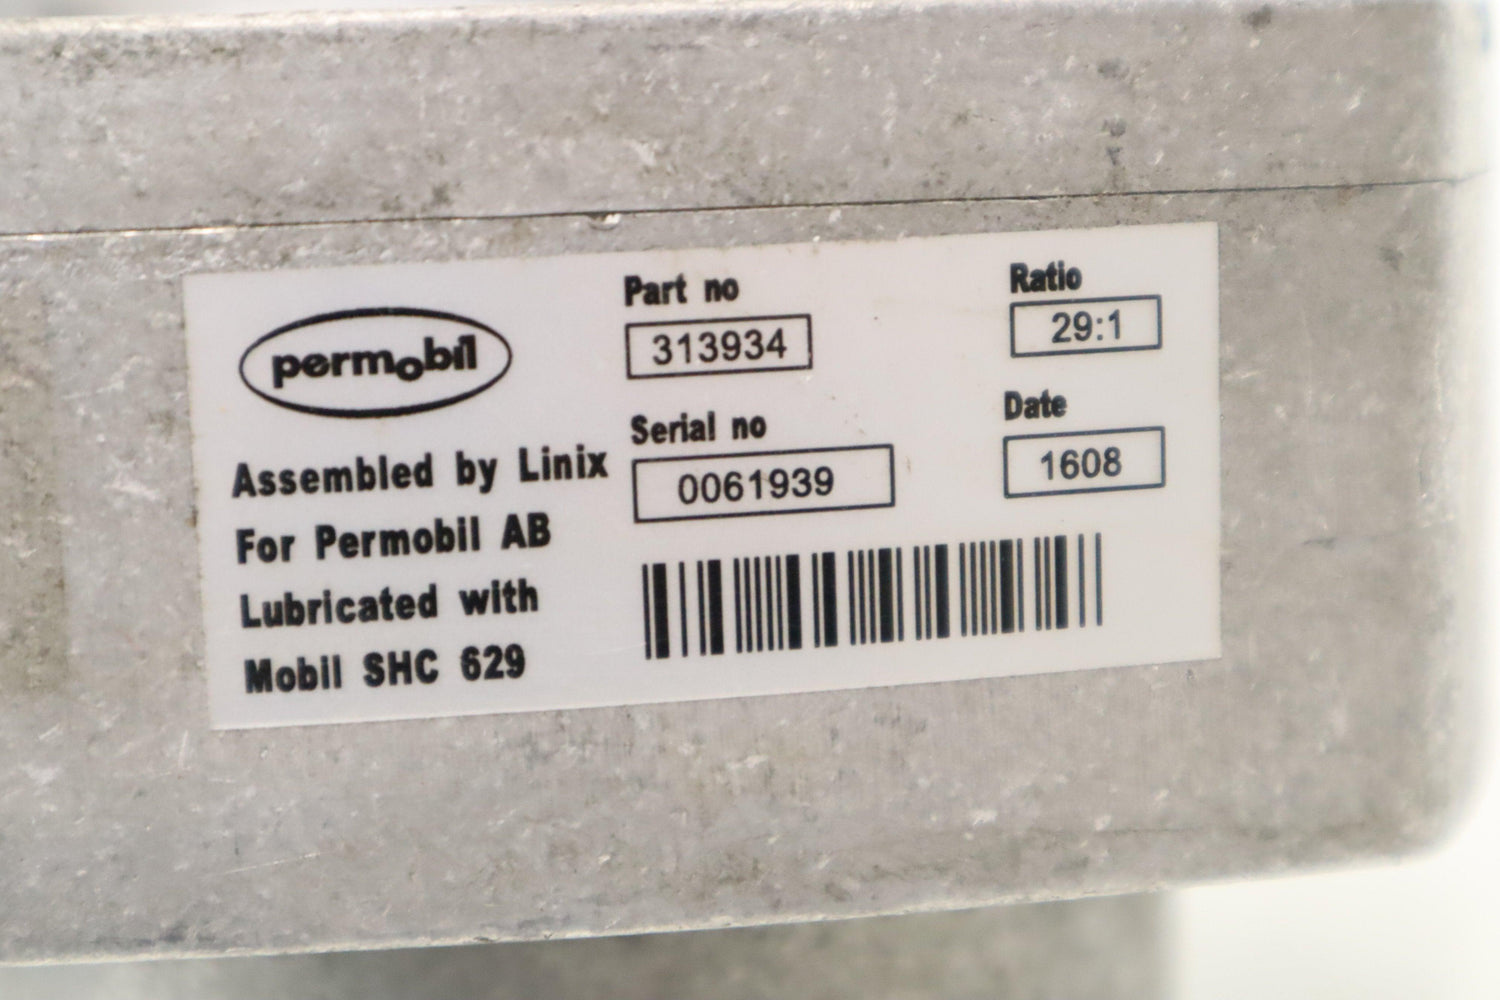 permobil
Assembled by Linix
For Permobil AB
Lubricated with
Mobil SHC 629
Part no
313934
Serial no
0061939
Ratio
29:1
Date
1608